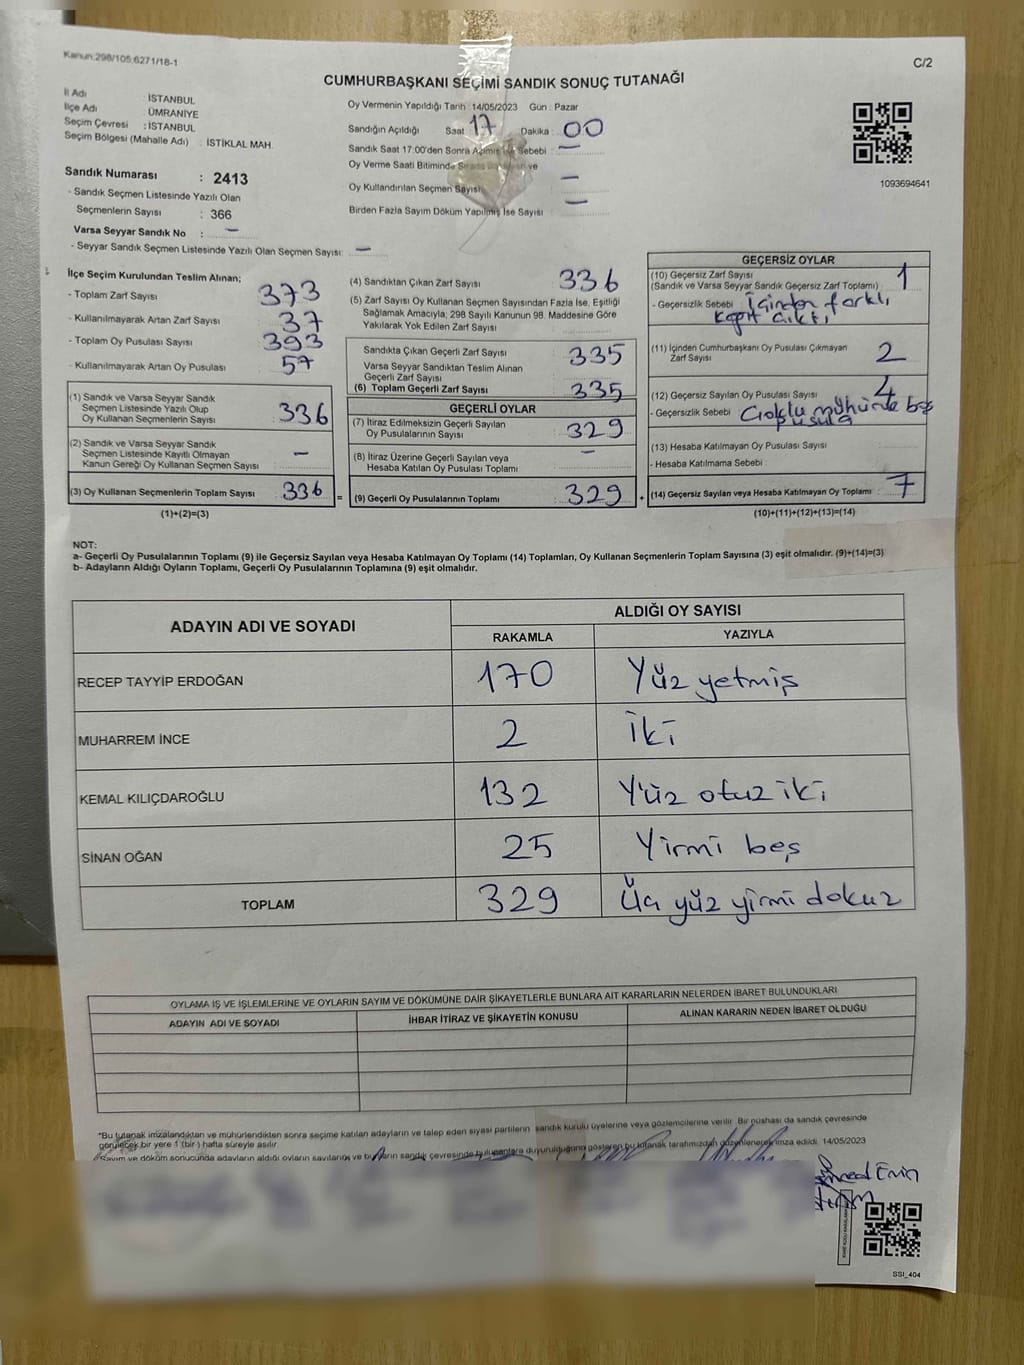 Kanun:298/105;6271/18-1
C/2
CUMHURBAŞKANI SEÇİMİ SANDIK SONUÇ TUTANAĞI
İl Adı : İSTANBUL
İlçe Adı : ÜMRANİYE
Seçim Çevresi : İSTANBUL
Seçim Bölgesi (Mahalle Adı) : İSTİKLAL MAH.
Sandık Numarası : 2413
- Sandık Seçmen Listesinde Yazılı Olan
Seçmenlerin Sayısı : 366
Varsa Seyyar Sandık No : —
- Seyyar Sandık Seçmen Listesinde Yazılı Olan Seçmen Sayısı: —
Oy Vermenin Yapıldığı Tarih :14/05/2023 Gün : Pazar
Sandığın Açıldığı Saat 17 Dakika : 00
Sandık Saat 17:00'den Sonra Açılmış İse Sebebi : —
Oy Verme Saati Bitiminde Sırada
Oy Kullandırılan Seçmen Sayısı —
Birden Fazla Sayım Döküm Yapılmış İse Sayısı : —
1093694641
İlçe Seçim Kurulundan Teslim Alınan;
- Toplam Zarf Sayısı : 373
- Kullanılmayarak Artan Zarf Sayısı : 37
- Toplam Oy Pusulası Sayısı : 393
- Kullanılmayarak Artan Oy Pusulası : 57
(1) Sandık ve Varsa Seyyar Sandık
Seçmen Listesinde Yazılı Olup
Oy Kullanan Seçmenlerin Sayısı : 336
(2) Sandık ve Varsa Seyyar Sandık
Seçmen Listesinde Kayıtlı Olmayan
Kanun Gereği Oy Kullanan Seçmen Sayısı : —
(3) Oy Kullanan Seçmenlerin Toplam Sayısı : 336
(1)+(2)=(3)
(4) Sandıktan Çıkan Zarf Sayısı : 336
(5) Zarf Sayısı Oy Kullanan Seçmen Sayısından Fazla İse, Eşitliği
Sağlamak Amacıyla; 298 Sayılı Kanunun 98. Maddesine Göre
Yakılarak Yok Edilen Zarf Sayısı :
Sandıkta Çıkan Geçerli Zarf Sayısı : 335
Varsa Seyyar Sandıktan Teslim Alınan
Geçerli Zarf Sayısı :
(6) Toplam Geçerli Zarf Sayısı : 335
GEÇERLİ OYLAR
(7) İtiraz Edilmeksizin Geçerli Sayılan
Oy Pusulalarının Sayısı : 329
(8) İtiraz Üzerine Geçerli Sayılan veya
Hesaba Katılan Oy Pusulası Toplamı : —
= (9) Geçerli Oy Pusulalarının Toplamı : 329 +
GEÇERSİZ OYLAR
(10) Geçersiz Zarf Sayısı
(Sandık ve Varsa Seyyar Sandık Geçersiz Zarf Toplamı) : 1
- Geçersizlik Sebebi : içinden farklı
kağıt çıktı
(11) İçinden Cumhurbaşkanı Oy Pusulası Çıkmayan
Zarf Sayısı : 2
(12) Geçersiz Sayılan Oy Pusulası Sayısı : 4
- Geçersizlik Sebebi : Çoklu mühür ve boş
pusula
(13) Hesaba Katılmayan Oy Pusulası Sayısı :
- Hesaba Katılmama Sebebi :
(14) Geçersiz Sayılan veya Hesaba Katılmayan Oy Toplamı : 7
(10)+(11)+(12)+(13)=(14)
NOT:
a- Geçerli Oy Pusulalarının Toplamı (9) ile Geçersiz Sayılan veya Hesaba Katılmayan Oy Toplamı (14) Toplamları, Oy Kullanan Seçmenlerin Toplam Sayısına (3) eşit olmalıdır. (9)+(14)=(3)
b- Adayların Aldığı Oyların Toplamı, Geçerli Oy Pusulalarının Toplamına (9) eşit olmalıdır.
ADAYIN ADI VE SOYADI
ALDIĞI OY SAYISI
RAKAMLA YAZIYLA
RECEP TAYYİP ERDOĞAN 170 Yüz yetmiş
MUHARREM İNCE 2 İki
KEMAL KILIÇDAROĞLU 132 Yüz otuz iki
SİNAN OĞAN 25 Yirmi beş
TOPLAM 329 Üç yüz yirmi dokuz
OYLAMA İŞ VE İŞLEMLERİNE VE OYLARIN SAYIM VE DÖKÜMÜNE DAİR ŞİKAYETLERLE BUNLARA AİT KARARLARIN NELERDEN İBARET BULUNDUKLARI
ADAYIN ADI VE SOYADI İHBAR İTİRAZ VE ŞİKAYETİN KONUSU ALINAN KARARIN NEDEN İBARET OLDUĞU
*Bu tutanak imzalandıktan ve mühürlendikten sonra seçime katılan adayların ve talep eden siyasi partilerin sandık kurulu üyelerine veya gözlemcilerine verilir. Bir nüshası da sandık çevresinde
görülecek bir yere 1 (bir) hafta süreyle asılır.
*Sayım ve döküm sonucunda adayların aldığı oyların sayılarını ve bunların sandık çevresinde bulunanlara duyurulduğunu gösteren bu tutanak tarafımızdan düzenlenerek imza edildi. 14/05/2023
Emin
SSI_404